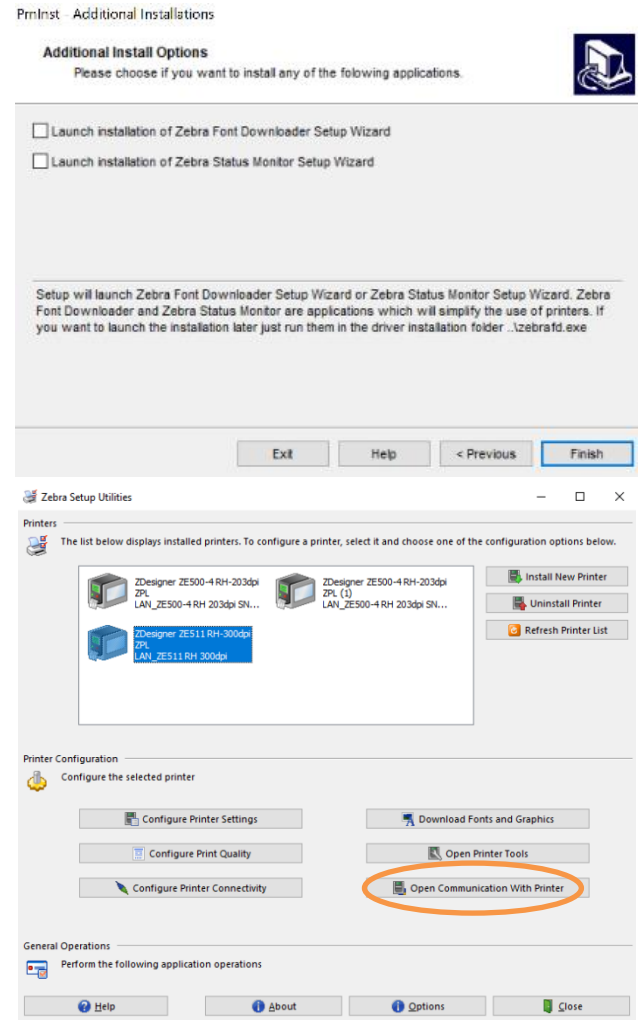 PrnInst - Additional Installations
Additional Install Options
Please choose if you want to install any of the folowing applications.
Launch installation of Zebra Font Downloader Setup Wizard
Launch installation of Zebra Status Monitor Setup Wizard
Setup will launch Zebra Font Downloader Setup Wizard or Zebra Status Monitor Setup Wizard. Zebra
Font Downloader and Zebra Status Monitor are applications which will simplify the use of printers. If
you want to launch the installation later just run them in the driver installation folder ..\zebrafd.exe
Exit Help < Previous Finish
Zebra Setup Utilities
Printers
The list below displays installed printers. To configure a printer, select it and choose one of the configuration options below.
ZDesigner ZE500-4 RH-203dpi
ZPL
LAN_ZE500-4 RH 203dpi SN...
ZDesigner ZE500-4 RH-203dpi
ZPL (1)
LAN_ZE500-4 RH 203dpi SN...
ZDesigner ZE511 RH-300dpi
ZPL
LAN_ZE511 RH 300dpi
Install New Printer
Uninstall Printer
Refresh Printer List
Printer Configuration
Configure the selected printer
Configure Printer Settings
Download Fonts and Graphics
Configure Print Quality
Open Printer Tools
Configure Printer Connectivity
Open Communication With Printer
General Operations
Perform the following application operations
Help About Options Close